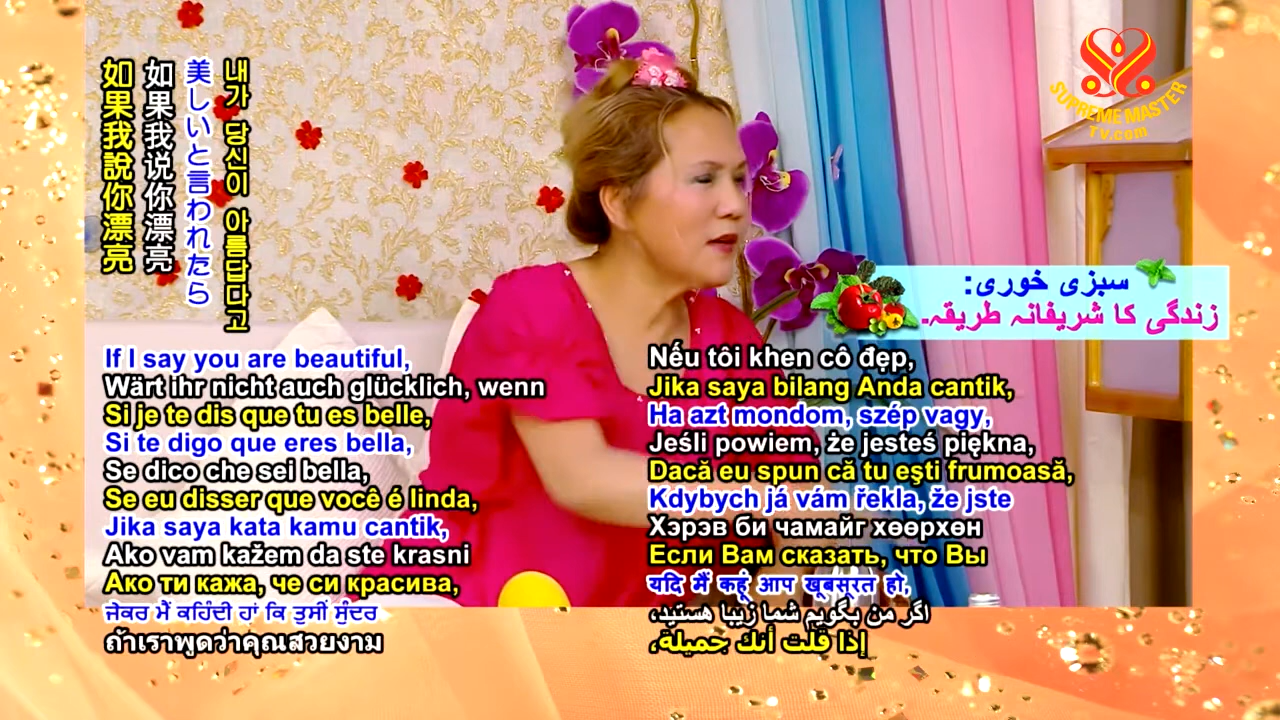 SUPREME MASTER
TV.com
如果我說你漂亮
如果我说你漂亮
美しいと言われたら
내가 당신이 아름답다고
سبزی خوری:
زندگی کا شریفانہ طریقہ۔
If I say you are beautiful,
Wärt ihr nicht auch glücklich, wenn
Si je te dis que tu es belle,
Si te digo que eres bella,
Se dico che sei bella,
Se eu disser que você é linda,
Jika saya kata kamu cantik,
Ako vam kažem da ste krasni
Ако ти кажа, че си красива,
ਜੇਕਰ ਮੈਂ ਕਹਿੰਦੀ ਹਾਂ ਕਿ ਤੁਸੀਂ ਸੁੰਦਰ
ถ้าเราพูดว่าคุณสวยงาม
Nếu tôi khen cô đẹp,
Jika saya bilang Anda cantik,
Ha azt mondom, szép vagy,
Jeśli powiem, że jesteś piękna,
Dacă eu spun că tu eşti frumoasă,
Kdybych já vám řekla, že jste
Хэрэв би чамайг хөөрхөн
Если Вам сказать, что Вы
यदि मैं कहूं आप खूबसूरत हो,
اگر من بگویم شما زیبا هستید،
إذا قلت أنك جميلة،